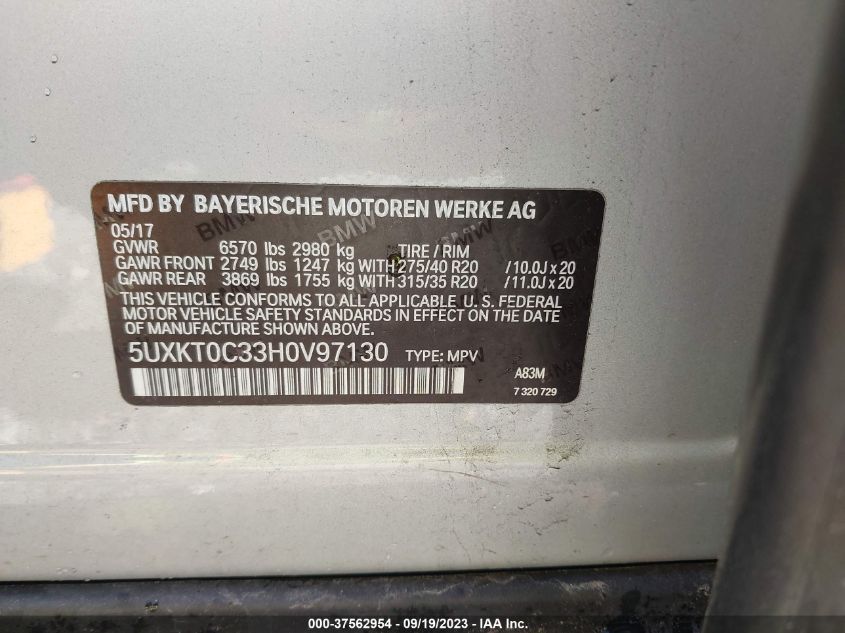 MFD BY BAYERISCHE MOTOREN WERKE AG
05/17
GVWR 6570 lbs 2980 kg TIRE / RIM
GAWR FRONT 2749 lbs 1247 kg WITH 275/40 R20 /10.0J x 20
GAWR REAR 3869 lbs 1755 kg WITH 315/35 R20 /11.0J x 20
THIS VEHICLE CONFORMS TO ALL APPLICABLE U. S. FEDERAL
MOTOR VEHICLE SAFETY STANDARDS IN EFFECT ON THE DATE
OF MANUFACTURE SHOWN ABOVE.
5UXKT0C33H0V97130 TYPE: MPV
A83M
7 320 729
000-37562954 / 09/19/2023 - IAA Inc.